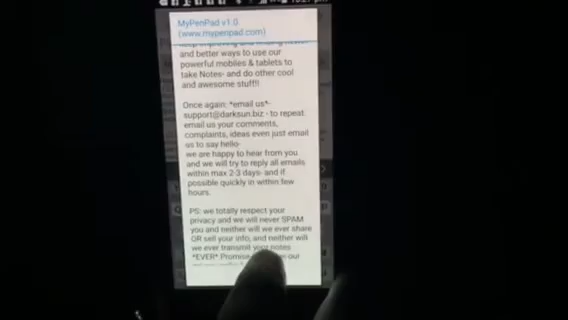 MyPenPad v1.0
(www.mypenpad.com)
and better ways to use our
powerful mobiles & tablets to
take Notes- and do other cool
and awesome stuff!!
Once again: *email us*-
support@darksun.biz - to repeat:
email us your comments,
complaints, ideas even just email
us to say hello-
we are happy to hear from you
and we will try to reply all emails
within max 2-3 days- and if
possible quickly in within few
hours.
PS: we totally respect your
privacy and we will never SPAM
you and neither will we ever share
OR sell your info, and neither will
we ever transmit your notes
*EVER* Promise our